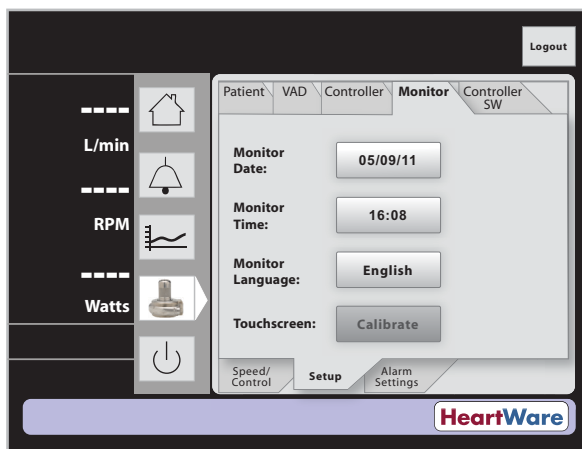 Logout
Patient VAD Controller Monitor Controller
SW
----
L/min
----
RPM
----
Watts
Monitor
Date:
05/09/11
Monitor
Time:
16:08
Monitor
Language:
English
Touchscreen:
Calibrate
Speed/
Control
Setup
Alarm
Settings
HeartWare